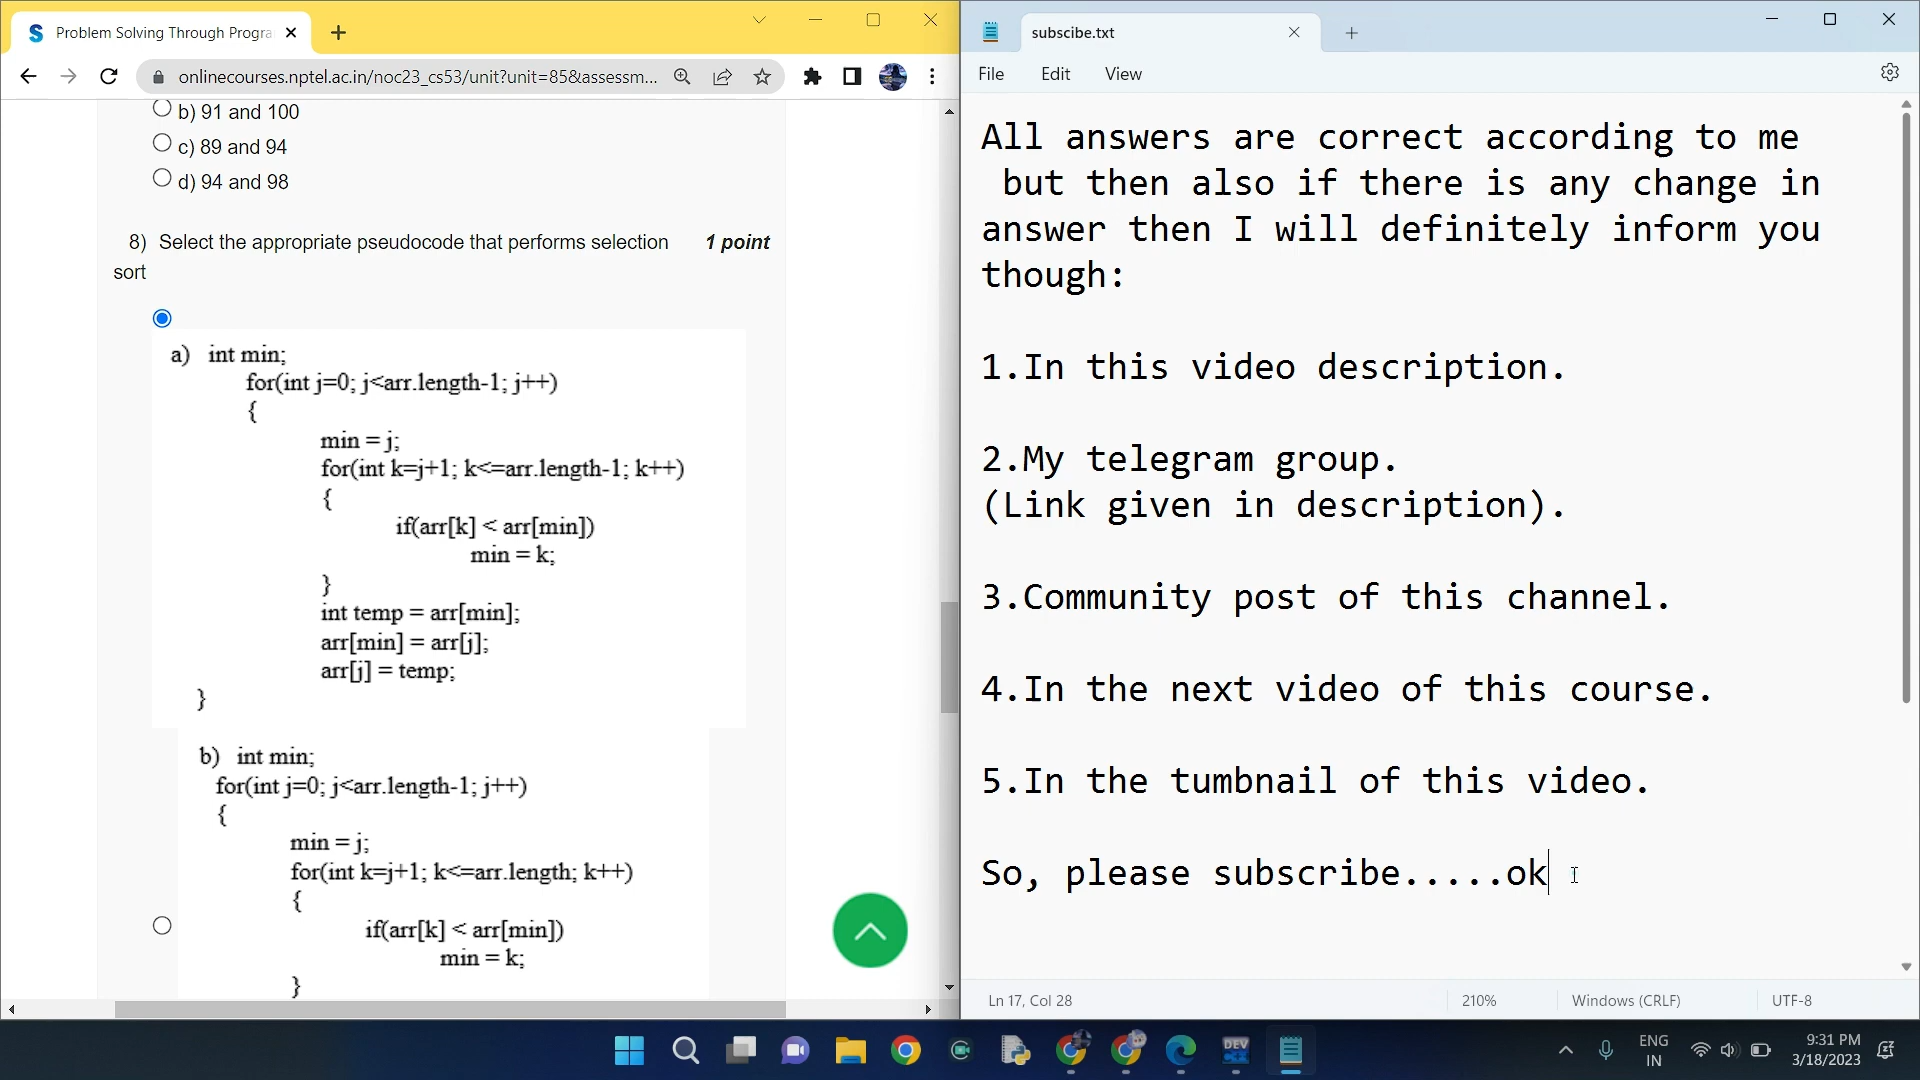 Problem Solving Through Progra
onlinecourses.nptel.ac.in/noc23_cs53/unit?unit=85&assessm...
b) 91 and 100
c) 89 and 94
d) 94 and 98
8) Select the appropriate pseudocode that performs selection 1 point
sort
a) int min;
for(int j=0; j<arr.length-1; j++)
{
min = j;
for(int k=j+1; k<=arr.length-1; k++)
{
if(arr[k] < arr[min])
min = k;
}
int temp = arr[min];
arr[min] = arr[j];
arr[j] = temp;
}
b) int min;
for(int j=0; j<arr.length-1; j++)
{
min = j;
for(int k=j+1; k<=arr.length; k++)
{
if(arr[k] < arr[min])
min = k;
}
subscibe.txt
File Edit View
All answers are correct according to me
but then also if there is any change in
answer then I will definitely inform you
though:
1.In this video description.
2.My telegram group.
(Link given in description).
3.Community post of this channel.
4.In the next video of this course.
5.In the tumbnail of this video.
So, please subscribe.....ok
Ln 17, Col 28 210% Windows (CRLF) UTF-8
DEV
ENG
IN
9:31 PM
3/18/2023